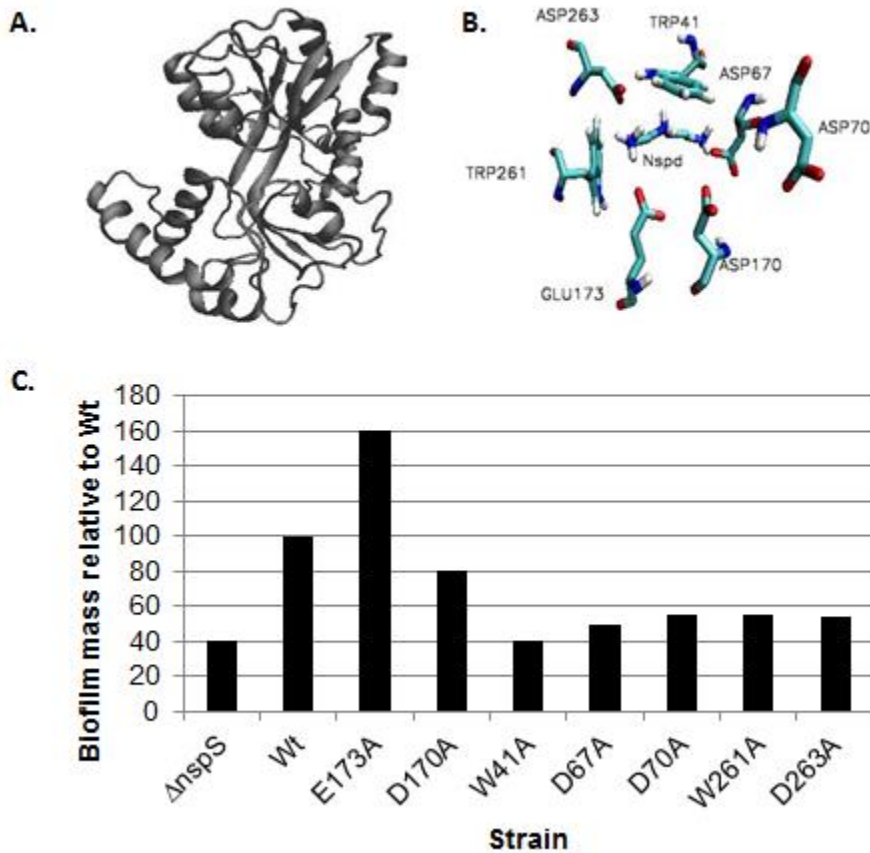 A.
B.
ASP263
TRP41
ASP67
ASP70
TRP261
Nspd
GLU173
ASP170
C.
Biofilm mass relative to Wt
180
160
140
120
100
80
60
40
20
0
ΔnspS
Wt
E173A
D170A
W41A
D67A
D70A
W261A
D263A
Strain